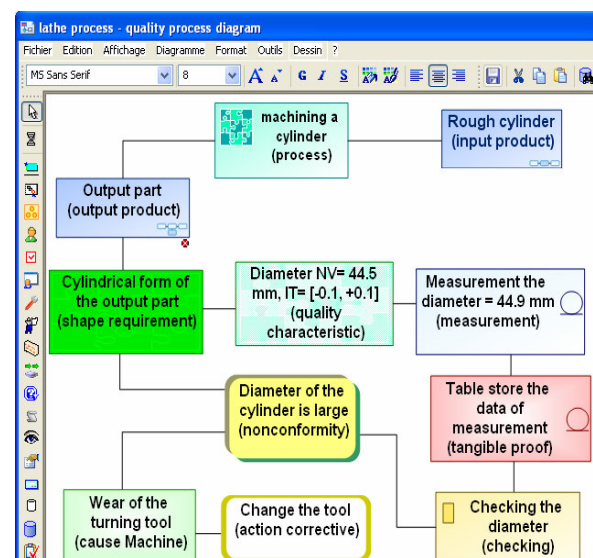 lathe process - quality process diagram
Fichier Edition Affichage Diagramme Format Outils Dessin ?
MS Sans Serif 8 A A G I S
machining a
cylinder
(process)
Rough cylinder
(input product)
Output part
(output product)
Cylindrical form of
the output part
(shape requirement)
Diameter NV= 44.5
mm, IT= [-0.1, +0.1]
(quality
characteristic)
Measurement the
diameter = 44.9 mm
(measurement)
Diameter of the
cylinder is large
(nonconformity)
Table store the
data of
measurement
(tangible proof)
Wear of the
turning tool
(cause Machine)
Change the tool
(action corrective)
Checking the
diameter
(checking)